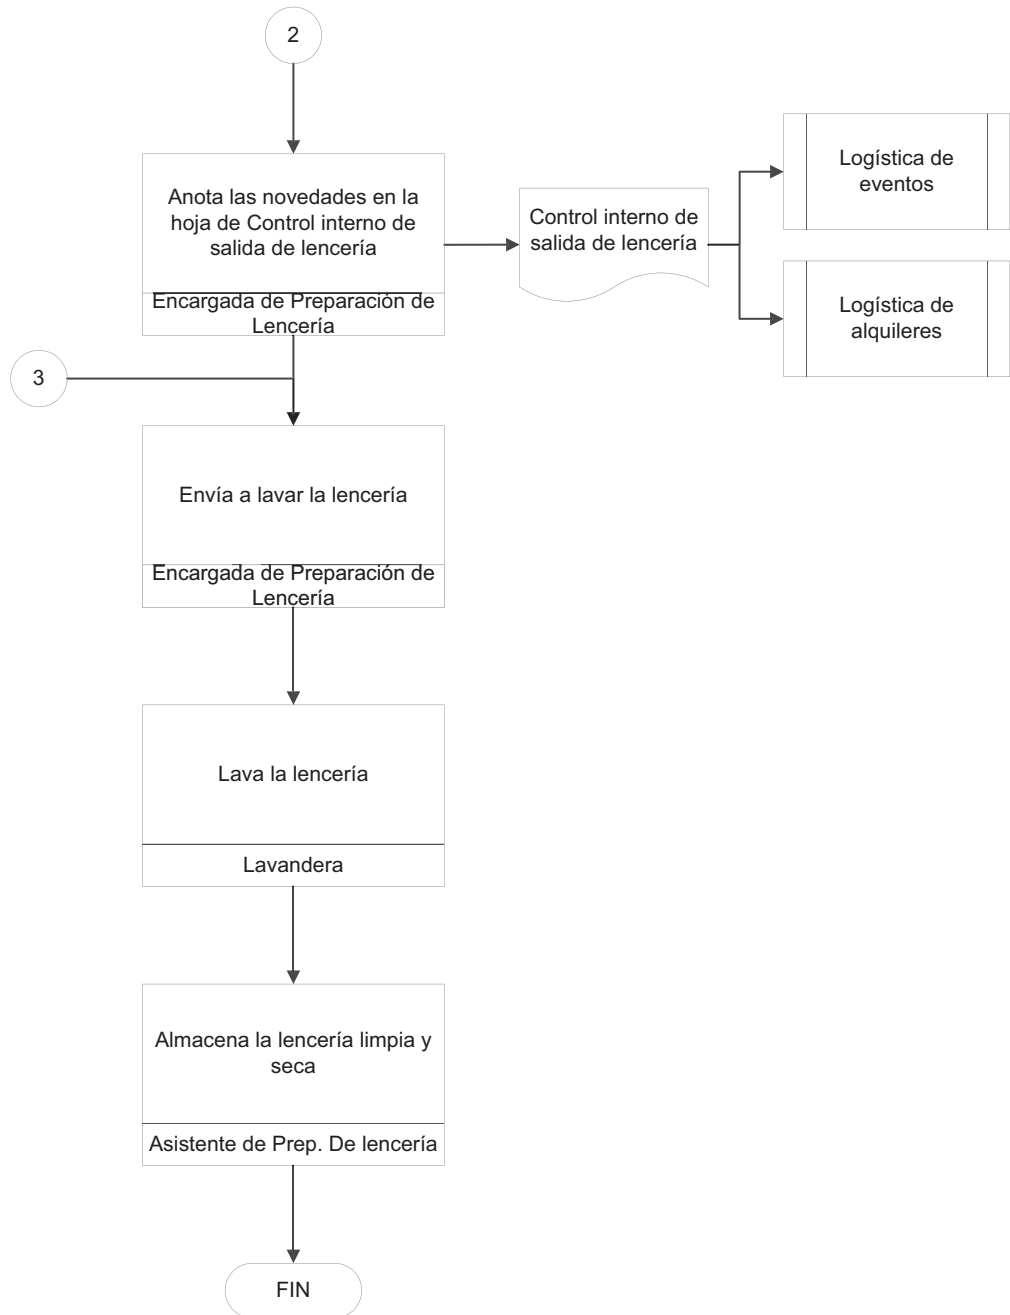 2
Anota las novedades en la
hoja de Control interno de
salida de lencería
Encargada de Preparación de
Lencería
Control interno de
salida de lencería
Logística de
eventos
Logística de
alquileres
3
Envía a lavar la lencería
Encargada de Preparación de
Lencería
Lava la lencería
Lavandera
Almacena la lencería limpia y
seca
Asistente de Prep. De lencería
FIN